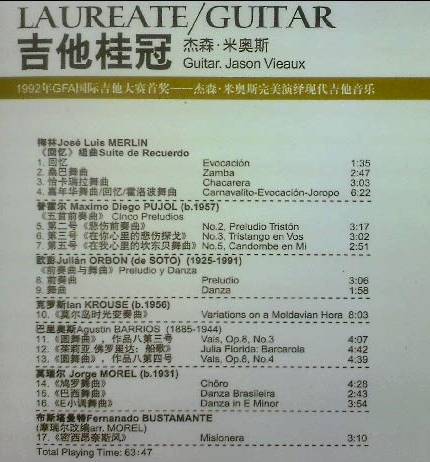 LAUREATE/GUITAR
吉他桂冠 杰森·米奥斯
Guitar. Jason Vieaux
1992年GFA国际吉他大赛首奖——杰森·米奥斯完美演绎现代吉他音乐
梅林José Luis MERLIN
《回忆》组曲Suite de Recuerdo
1. 回忆 Evocación 1:35
2. 桑巴舞曲 Zamba 2:47
3. 恰卡瑞拉舞曲 Chacarera 3:03
4. 嘉年华舞曲/回忆/霍洛波舞曲 Carnavalito-Evocación-Joropo 6:22
普霍尔 Maximo Diego PUJOL (b.1957)
《五首前奏曲》 Cinco Preludios
5. 第二号《悲伤前奏曲》 No.2, Preludio Tristón 3:17
6. 第三号《在你心里的悲伤探戈》 No.3, Tristango en Vos 3:02
7. 第五号《在我心里的坎东贝舞曲》 No.5, Candombe en Mi 2:51
欧彭Julián ORBON (de SOTO) (1925-1991)
《前奏曲与舞曲》 Preludio y Danza
8. 前奏曲 Preludio 3:06
9. 舞曲 Danza 1:58
克罗斯Ian KROUSE (b.1956)
10. 《莫尔岛时光变奏曲》 Variations on a Moldavian Hora 8:03
巴里奥斯Agustin BARRIOS (1885-1944)
11. 《圆舞曲》，作品八第三号 Vals, Op.8, No.3 4:07
12. 《茱莉亚.佛罗里达：船歌》 Julia Florida: Barcarola 4:42
13. 《圆舞曲》，作品八第四号 Vals, Op.8, No.4 4:39
莫瑞尔 Jorge MOREL (b.1931)
14. 《鸠罗舞曲》 Chôro 4:28
15. 《巴西舞曲》 Danza Brasileira 2:43
16. 《E小调舞曲》 Danza in E Minor 3:54
布斯塔曼特Fernanado BUSTAMANTE
(摩瑞尔改编arr. MOREL)
17. 《密西昂奈斯风》 Misionera 3:10
Total Playing Time: 63:47